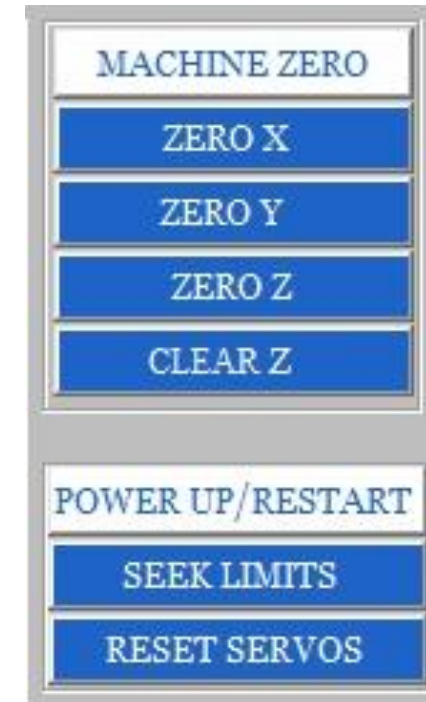 MACHINE ZERO
ZERO X
ZERO Y
ZERO Z
CLEAR Z
POWER UP/RESTART
SEEK LIMITS
RESET SERVOS